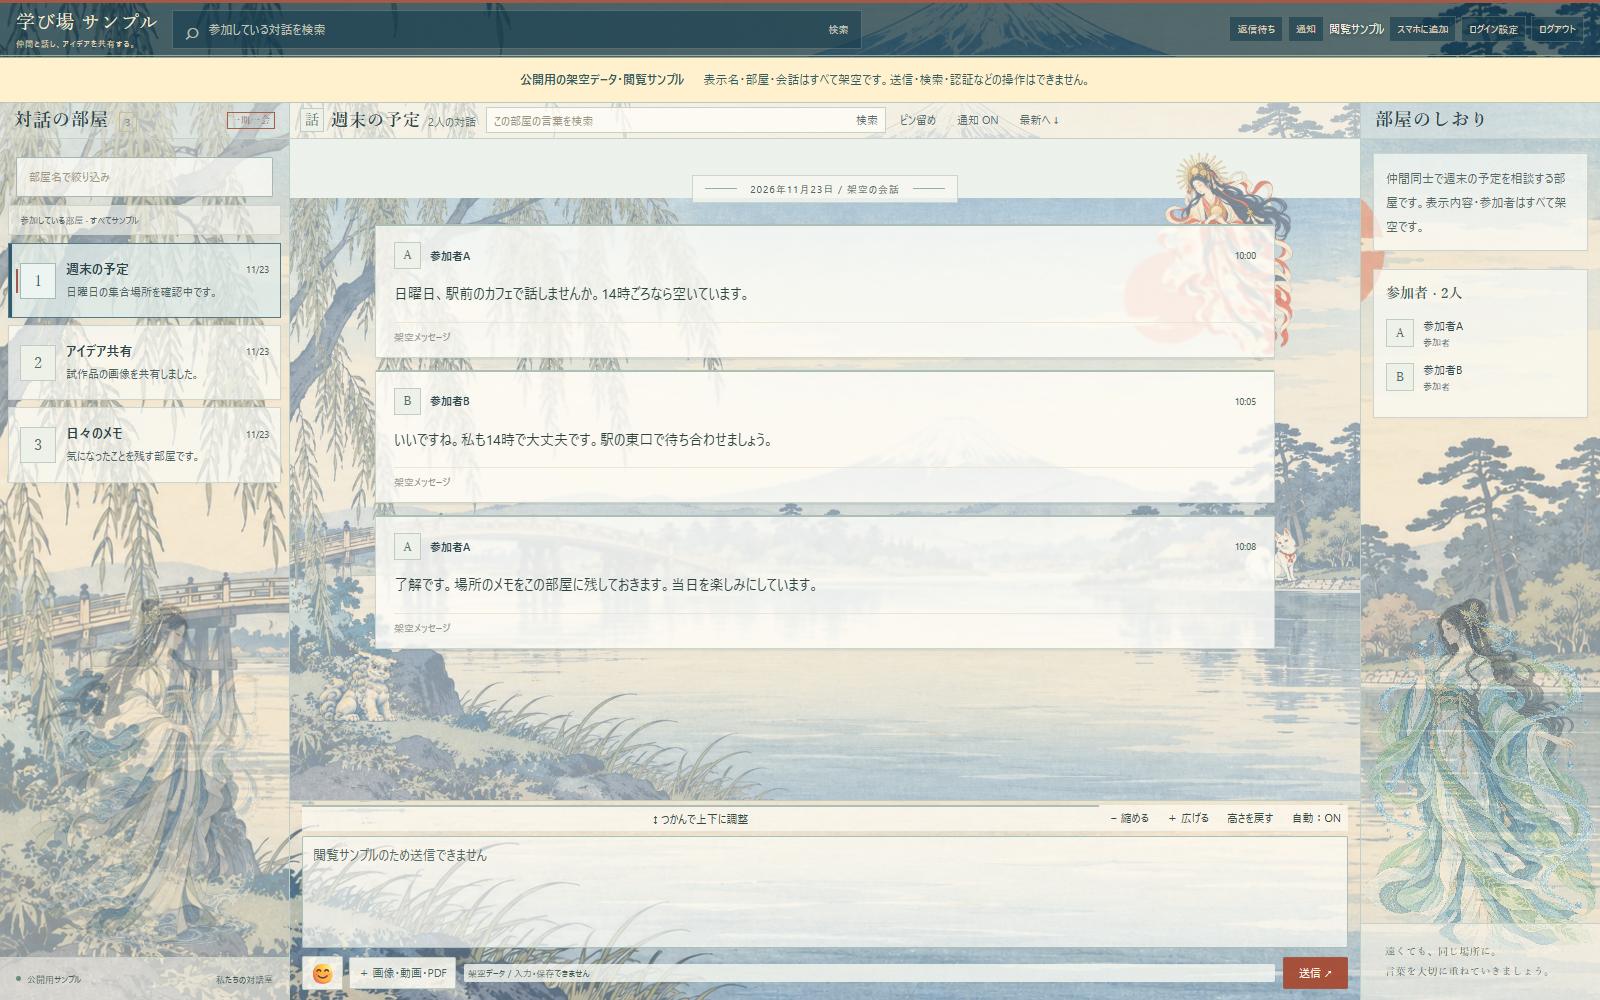 学び場 サンプル
仲間と話し、アイデアを共有する。
参加している対話を検索
検索
返信待ち
通知
閲覧サンプル
スマホに追加
ログイン設定
ログアウト
公開用の架空データ・閲覧サンプル 表示名・部屋・会話はすべて架空です。送信・検索・認証などの操作はできません。
対話の部屋 3
一期一会
部屋名で絞り込み
参加している部屋 · すべてサンプル
1
週末の予定
11/23
日曜日の集合場所を確認中です。
2
アイデア共有
11/23
試作品の画像を共有しました。
3
日々のメモ
11/23
気になったことを残す部屋です。
公開用サンプル
私たちの対話室
話 週末の予定 2人の対話
この部屋の言葉を検索
検索
ピン留め
通知 ON
最新へ ↓
2026年11月23日 / 架空の会話
A 参加者A 10:00
日曜日、駅前のカフェで話しませんか。14時ごろなら空いています。
架空メッセージ
B 参加者B 10:05
いいですね。私も14時で大丈夫です。駅の東口で待ち合わせましょう。
架空メッセージ
A 参加者A 10:08
了解です。場所のメモをこの部屋に残しておきます。当日を楽しみにしています。
架空メッセージ
↕ つかんで上下に調整
− 縮める
+ 広げる
高さを戻す
自動：ON
閲覧サンプルのため送信できません
+ 画像・動画・PDF
架空データ / 入力・保存できません
送信 ↗
部屋のしおり
仲間同士で週末の予定を相談する部
屋です。表示内容・参加者はすべて架
空です。
参加者 · 2人
A 参加者A
参加者
B 参加者B
参加者
遠くても、同じ場所に。
言葉を大切に重ねていきましょう。